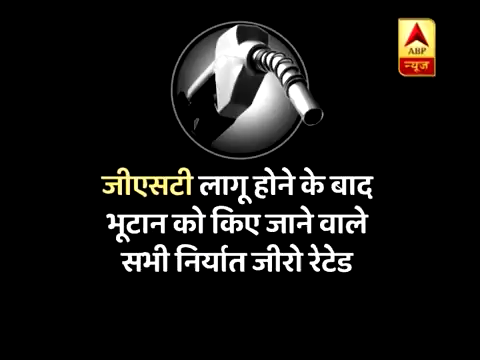 ABP
न्यूज़
जीएसटी लागू होने के बाद
भूटान को किए जाने वाले
सभी निर्यात जीरो रेटेड